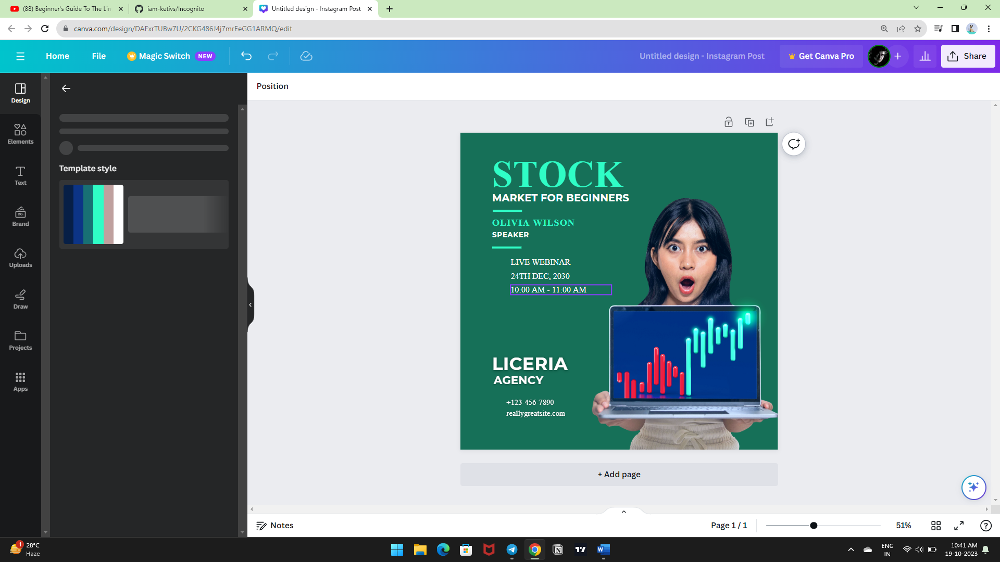 (88) Beginner's Guide To The Lin
iam-ketivs/Incognito
Untitled design - Instagram Post
canva.com/design/DAFxrTUBw7U/2CKG486J4j7mrEeGG1ARMQ/edit
Home
File
Magic Switch
NEW
Untitled design - Instagram Post
Get Canva Pro
Share
Design
Elements
Text
Brand
Uploads
Draw
Projects
Apps
Template style
Position
STOCK
MARKET FOR BEGINNERS
OLIVIA WILSON
SPEAKER
LIVE WEBINAR
24TH DEC, 2030
10:00 AM - 11:00 AM
LICERIA
AGENCY
+123-456-7890
reallygreatsite.com
+ Add page
Notes
Page 1 / 1
51%
1
28°C
Haze
ENG
IN
10:41 AM
19-10-2023